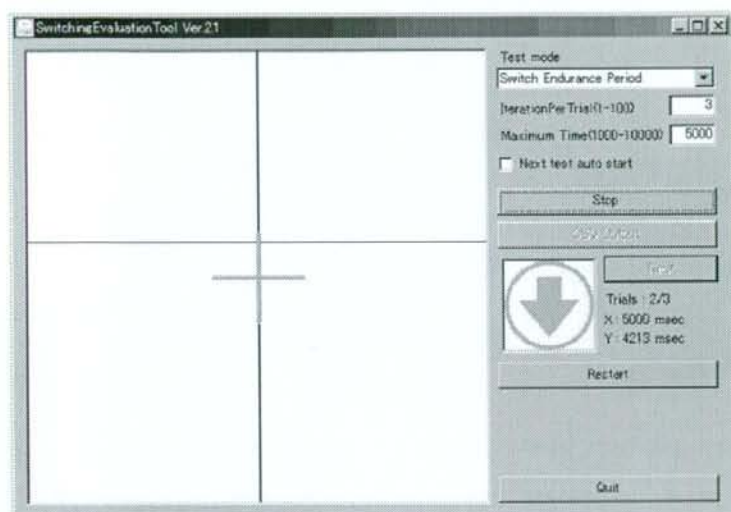 SwitchingEvaluationTool Ver.2.1
Test mode
Switch Endurance Period
IterationPerTrial(1-100) 3
Maximum Time(1000-10000) 5000
Next test auto start
Stop
Trials : 2/3
X : 5000 msec
Y : 4213 msec
Restart
Quit